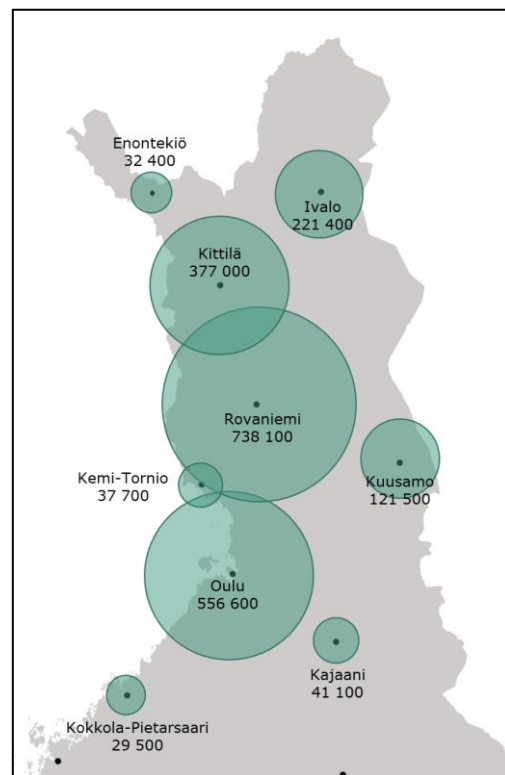 Enontekiö
32 400
Ivalo
221 400
Kittilä
377 000
Rovaniemi
738 100
Kemi-Tornio
37 700
Kuusamo
121 500
Oulu
556 600
Kajaani
41 100
Kokkola-Pietarsaari
29 500